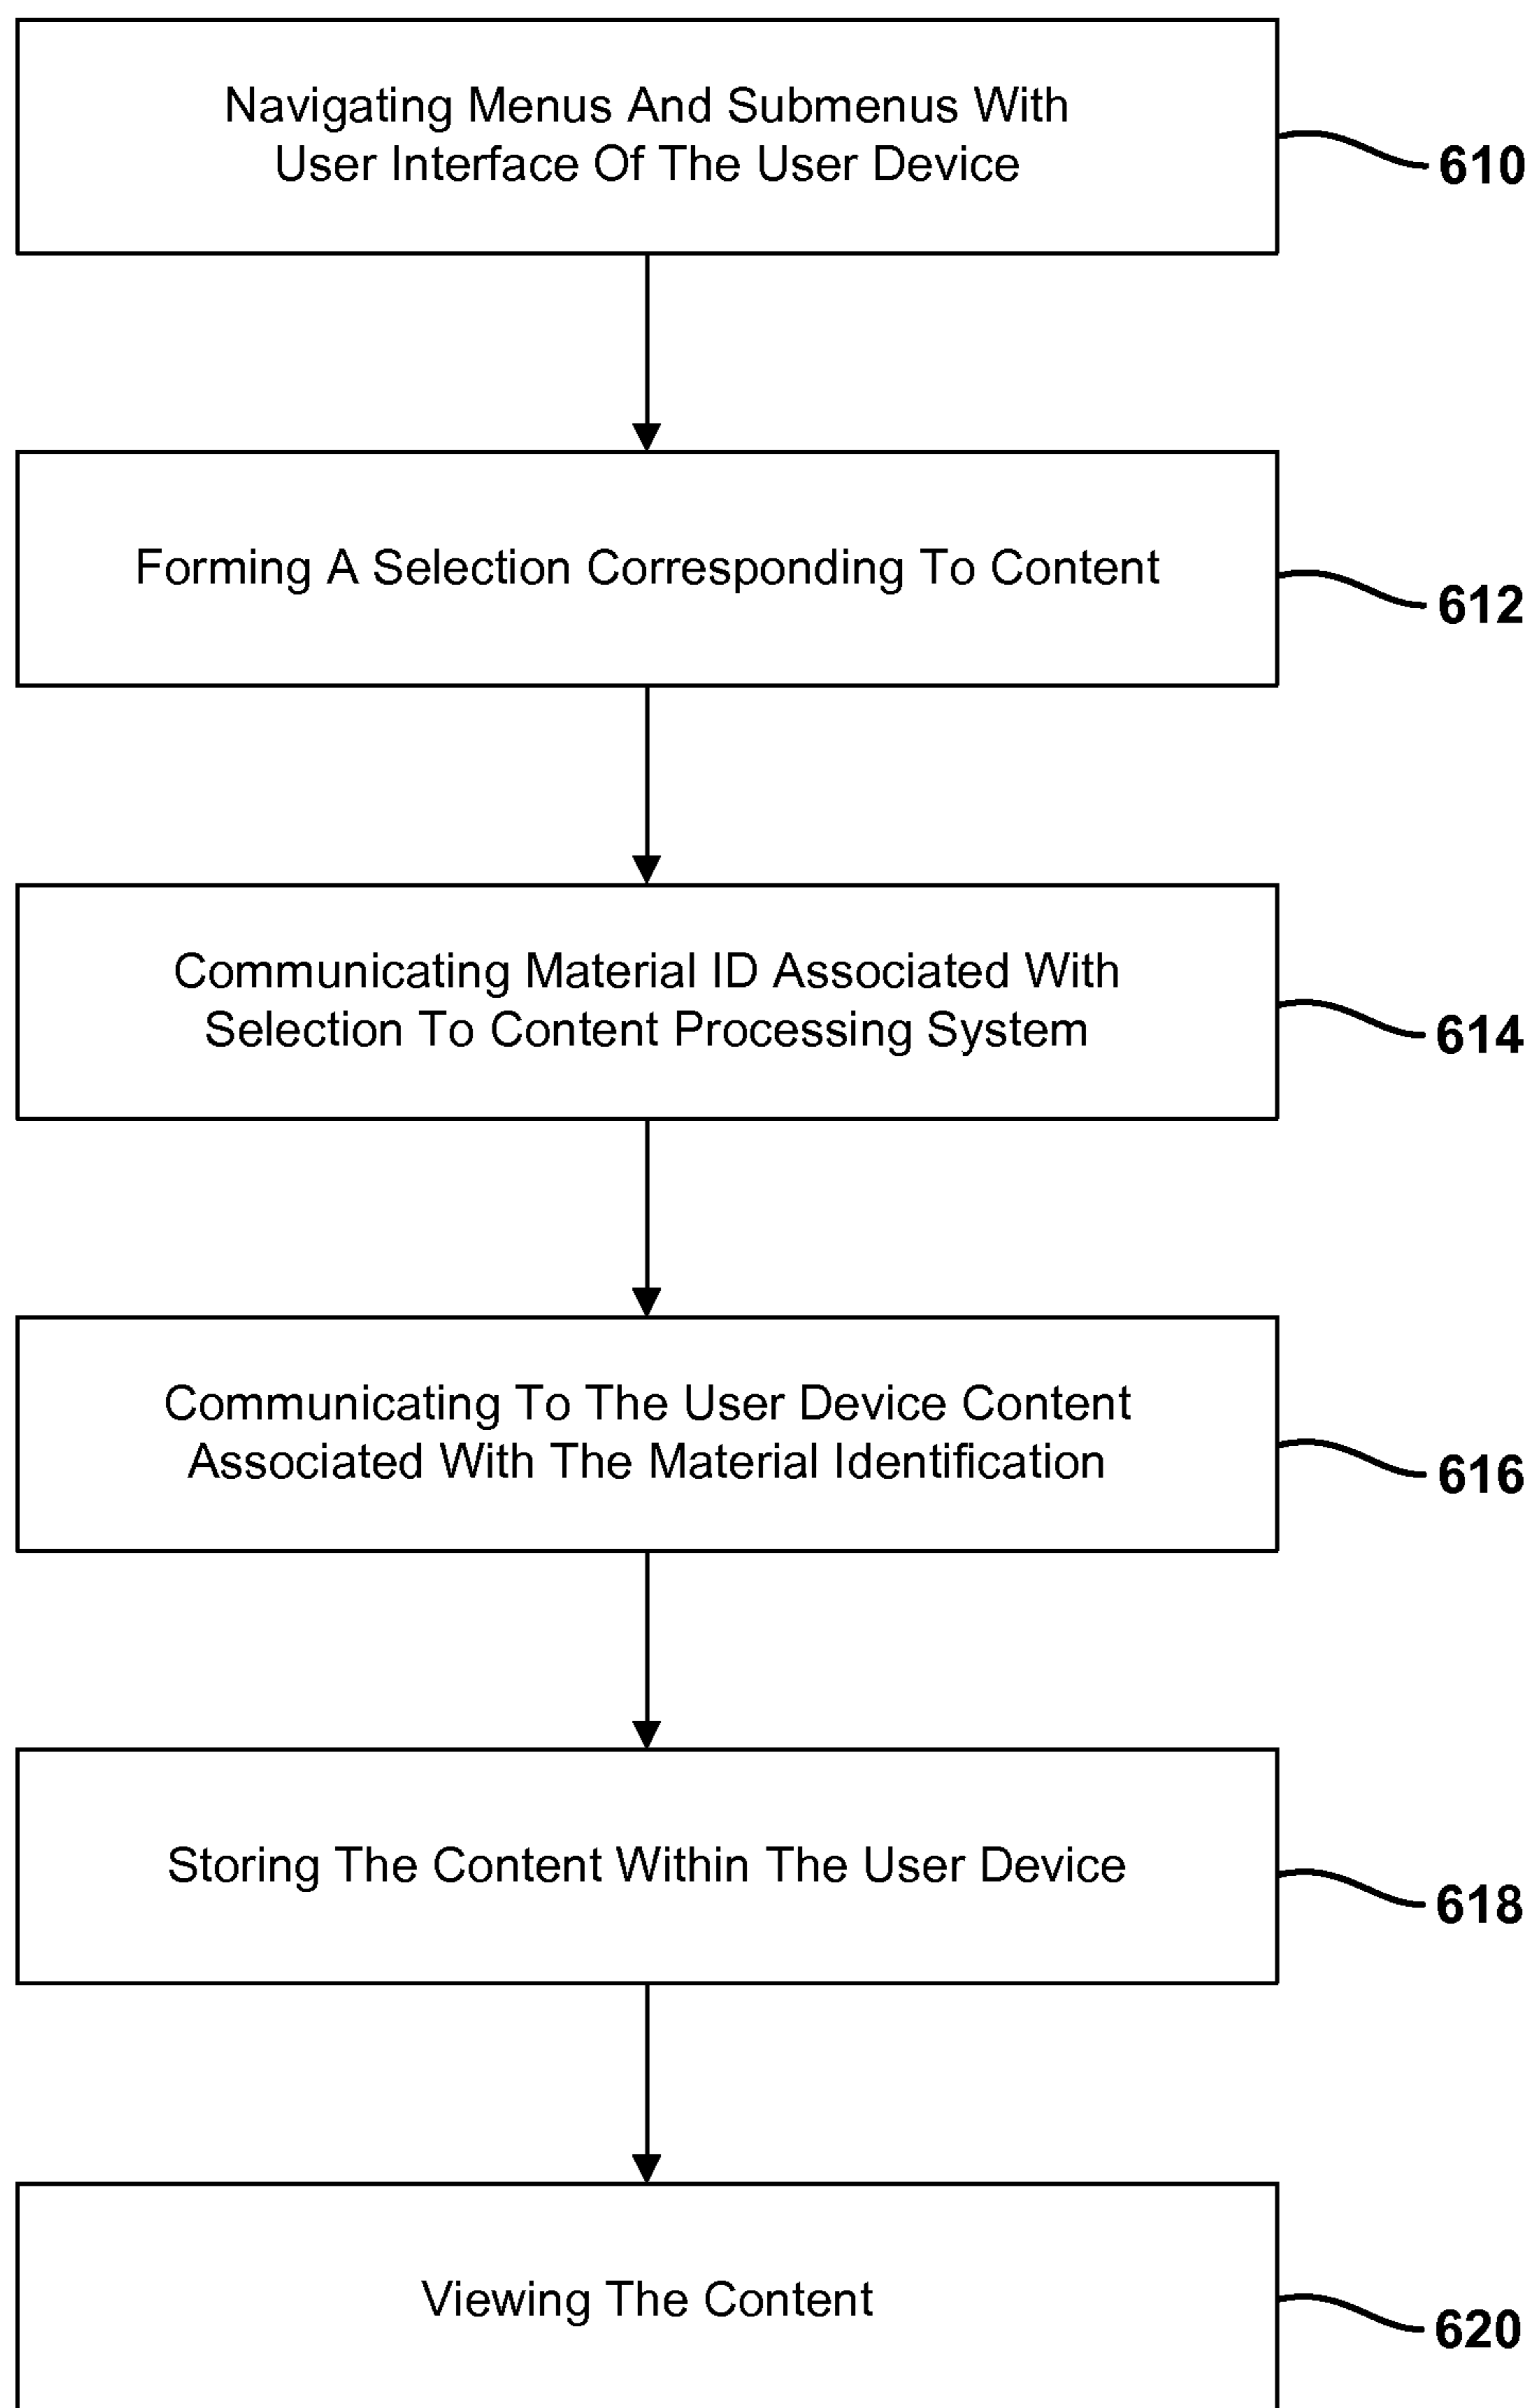 Navigating Menus And Submenus With
User Interface Of The User Device
610
Forming A Selection Corresponding To Content
612
Communicating Material ID Associated With
Selection To Content Processing System
614
Communicating To The User Device Content
Associated With The Material Identification
616
Storing The Content Within The User Device
618
Viewing The Content
620